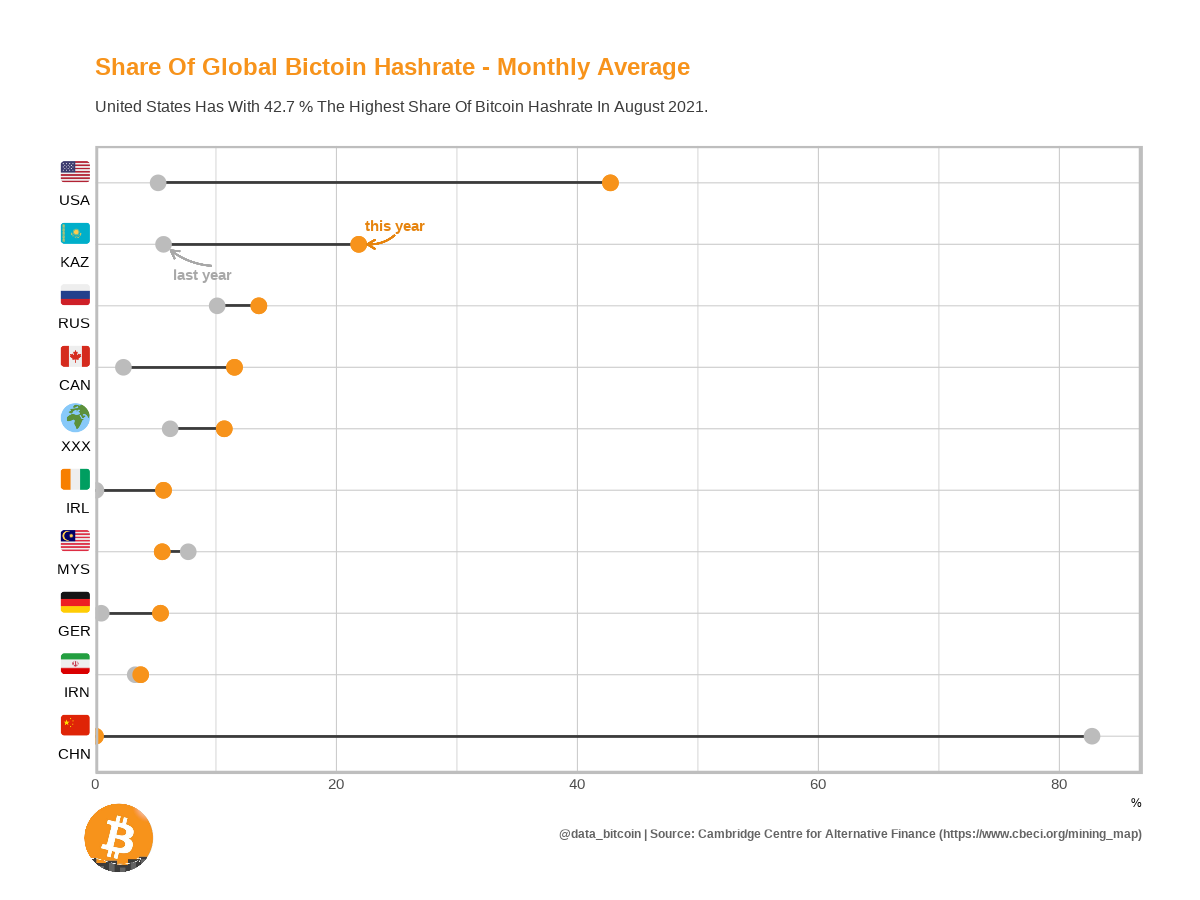 Share Of Global Bictoin Hashrate - Monthly Average
United States Has With 42.7 % The Highest Share Of Bitcoin Hashrate In August 2021.
USA
this year
KAZ
last year
RUS
CAN
XXX
IRL
MYS
GER
IRN
CHN
0 20 40 60 80
%
@data_bitcoin | Source: Cambridge Centre for Alternative Finance (https://www.cbeci.org/mining_map)